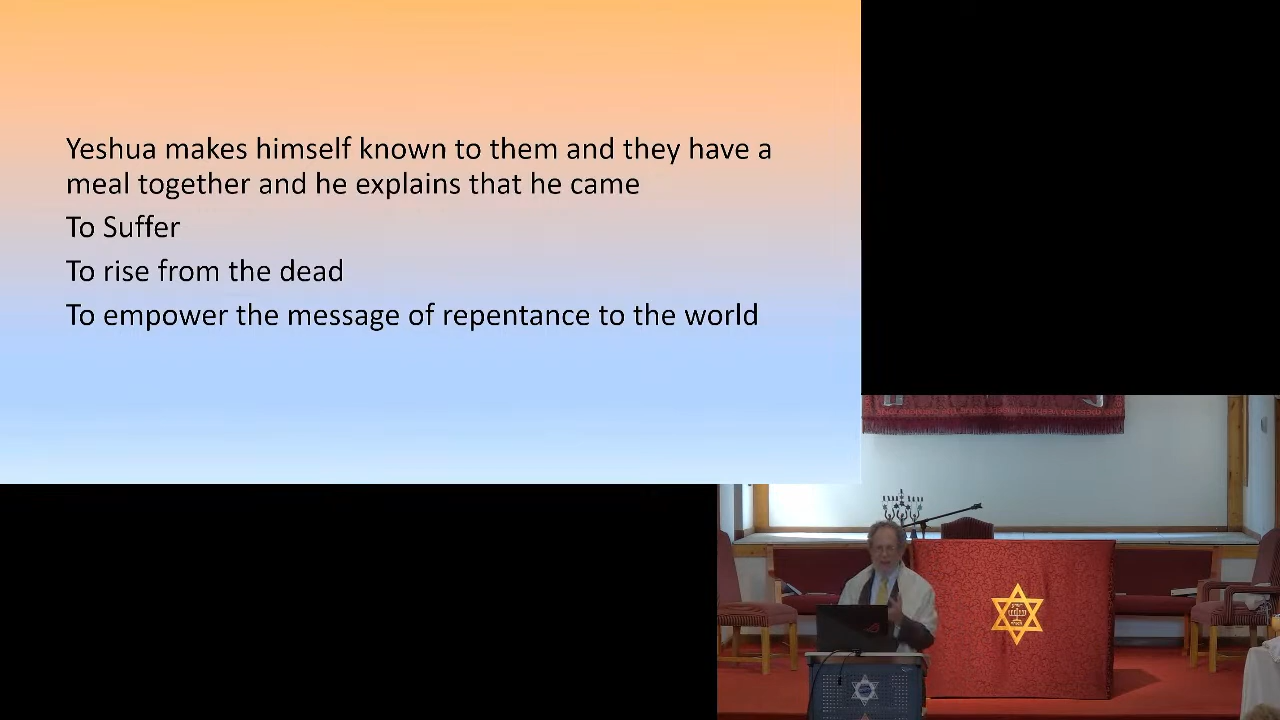 Yeshua makes himself known to them and they have a
meal together and he explains that he came
To Suffer
To rise from the dead
To empower the message of repentance to the world